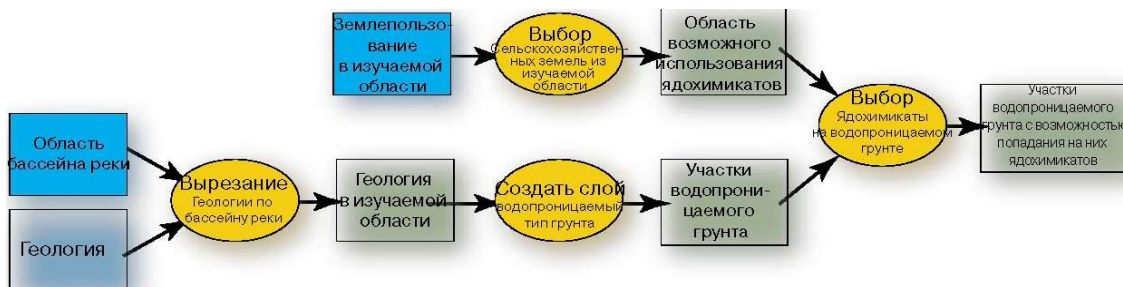 Землепользо-
вание
в изучаемой
области
Выбор
Сельскохозяйствен-
ных земель из
изучаемой
области
Область
возможного
использования
ядохимикатов
Выбор
Ядохимикаты
на водопроницаемом
грунте
Участки
водопроницаемого
грунта с возможностью
попадания на них
ядохимикатов
Область
бассейна реки
Геология
Вырезание
Геологии по
бассейну реки
Геология
в изучаемой
области
Создать слой
водопроницаемый
тип грунта
Участки
водопрони-
цаемого
грунта